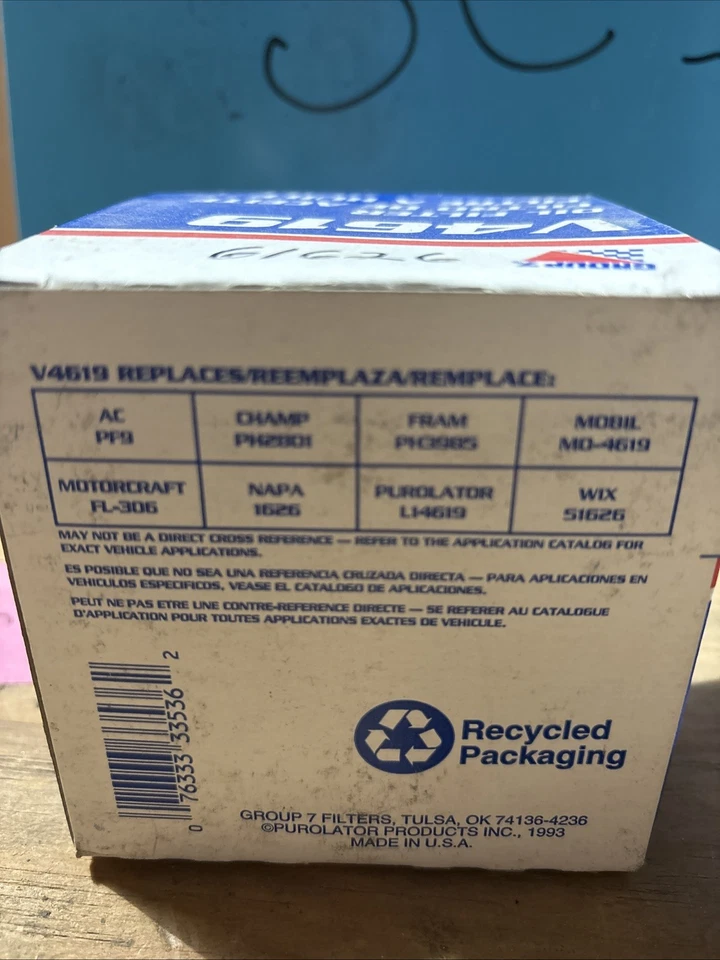 V4619
GROUP 7
V4619 REPLACES/REEMPLAZA/REMPLACE:
AC
PF9
CHAMP
PH2801
FRAM
PH3985
MOBIL
MO-4619
MOTORCRAFT
FL-306
NAPA
1626
PUROLATOR
L14619
WIX
51626
MAY NOT BE A DIRECT CROSS REFERENCE — REFER TO THE APPLICATION CATALOG FOR
EXACT VEHICLE APPLICATIONS.
ES POSIBLE QUE NO SEA UNA REFERENCIA CRUZADA DIRECTA — PARA APLICACIONES EN
VEHICULOS ESPECIFICOS, VEASE EL CATALOGO DE APLICACIONES.
PEUT NE PAS ETRE UNE CONTRE-REFERENCE DIRECTE — SE REFERER AU CATALOGUE
D'APPLICATION POUR TOUTES APPLICATIONS EXACTES DE VEHICULE.
0 76333 33536 2
Recycled
Packaging
GROUP 7 FILTERS, TULSA, OK 74136-4236
©PUROLATOR PRODUCTS INC., 1993
MADE IN U.S.A.